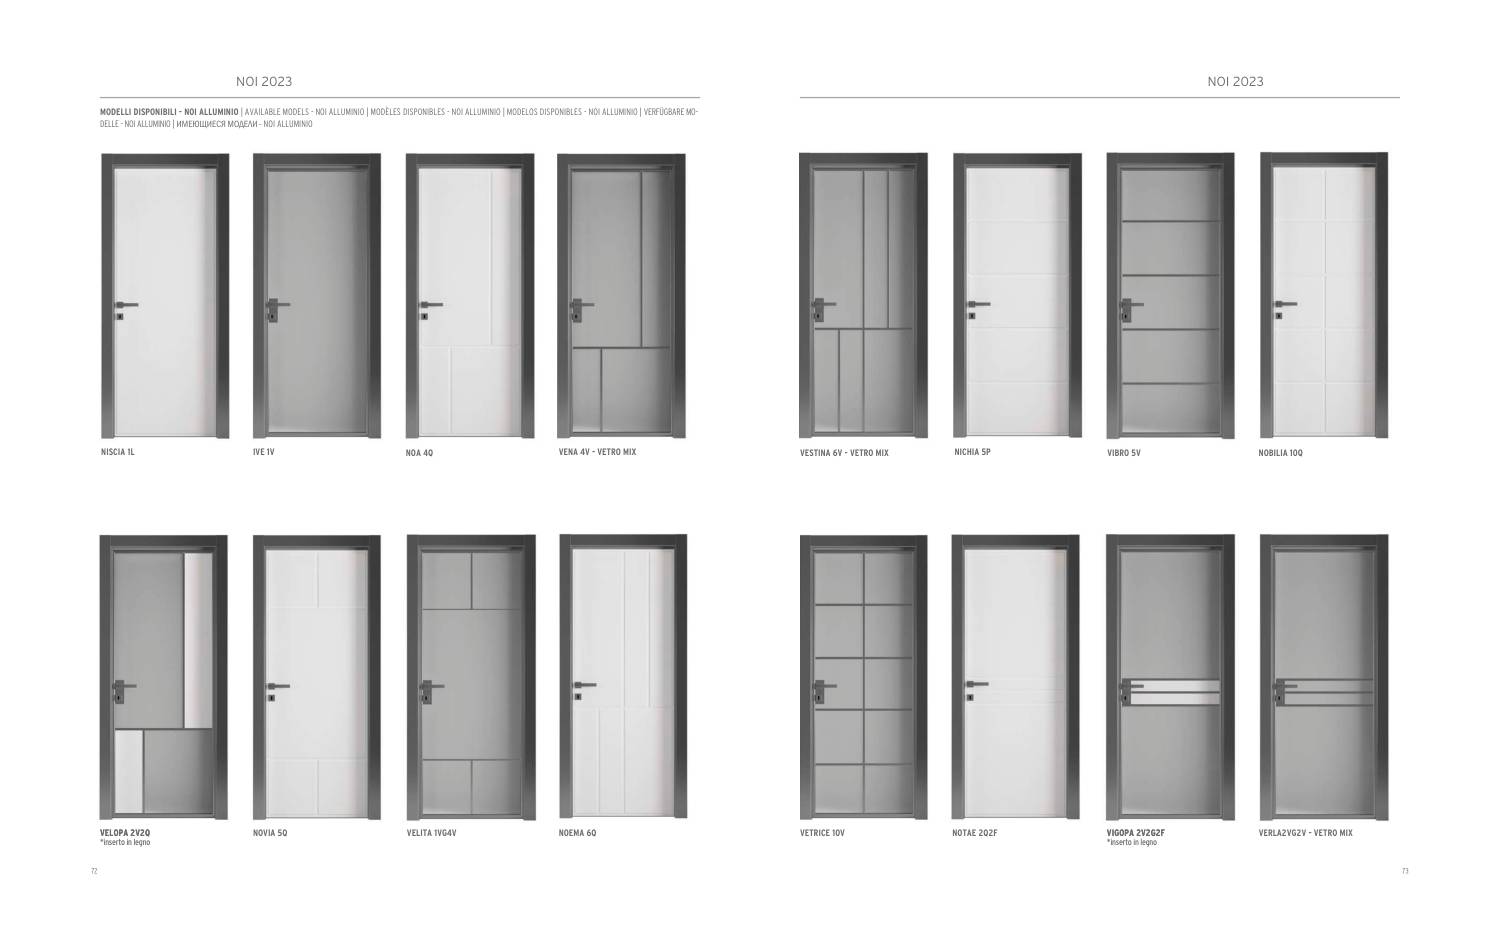 NOI 2023
MODELLI DISPONIBILI - NOI ALLUMINIO | AVAILABLE MODELS - NOI ALLUMINIO | MODÈLES DISPONIBLES - NOI ALLUMINIO | MODELOS DISPONIBLES - NOI ALLUMINIO | VERFÜGBARE MO-
DELLE - NOI ALLUMINIO | ИМЕЮЩИЕСЯ МОДЕЛИ - NOI ALLUMINIO
NISCIA 1L
IVE 1V
NOA 4Q
VENA 4V - VETRO MIX
VELOPA 2V2Q
*inserto in legno
NOVIA 5Q
VELITA 1VG4V
NOEMA 6Q
72
NOI 2023
VESTINA 6V - VETRO MIX
NICHIA 5P
VIBRO 5V
NOBILIA 10Q
VETRICE 10V
NOTAE 2Q2F
VIGOPA 2V2G2F
*inserto in legno
VERLA2VG2V - VETRO MIX
73